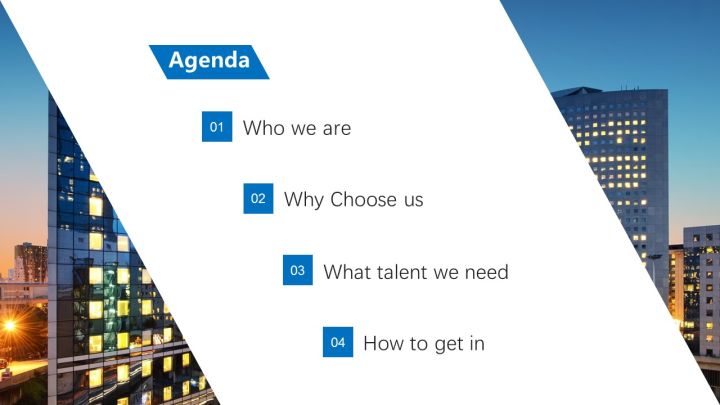 Agenda
01 Who we are
02 Why Choose us
03 What talent we need
04 How to get in